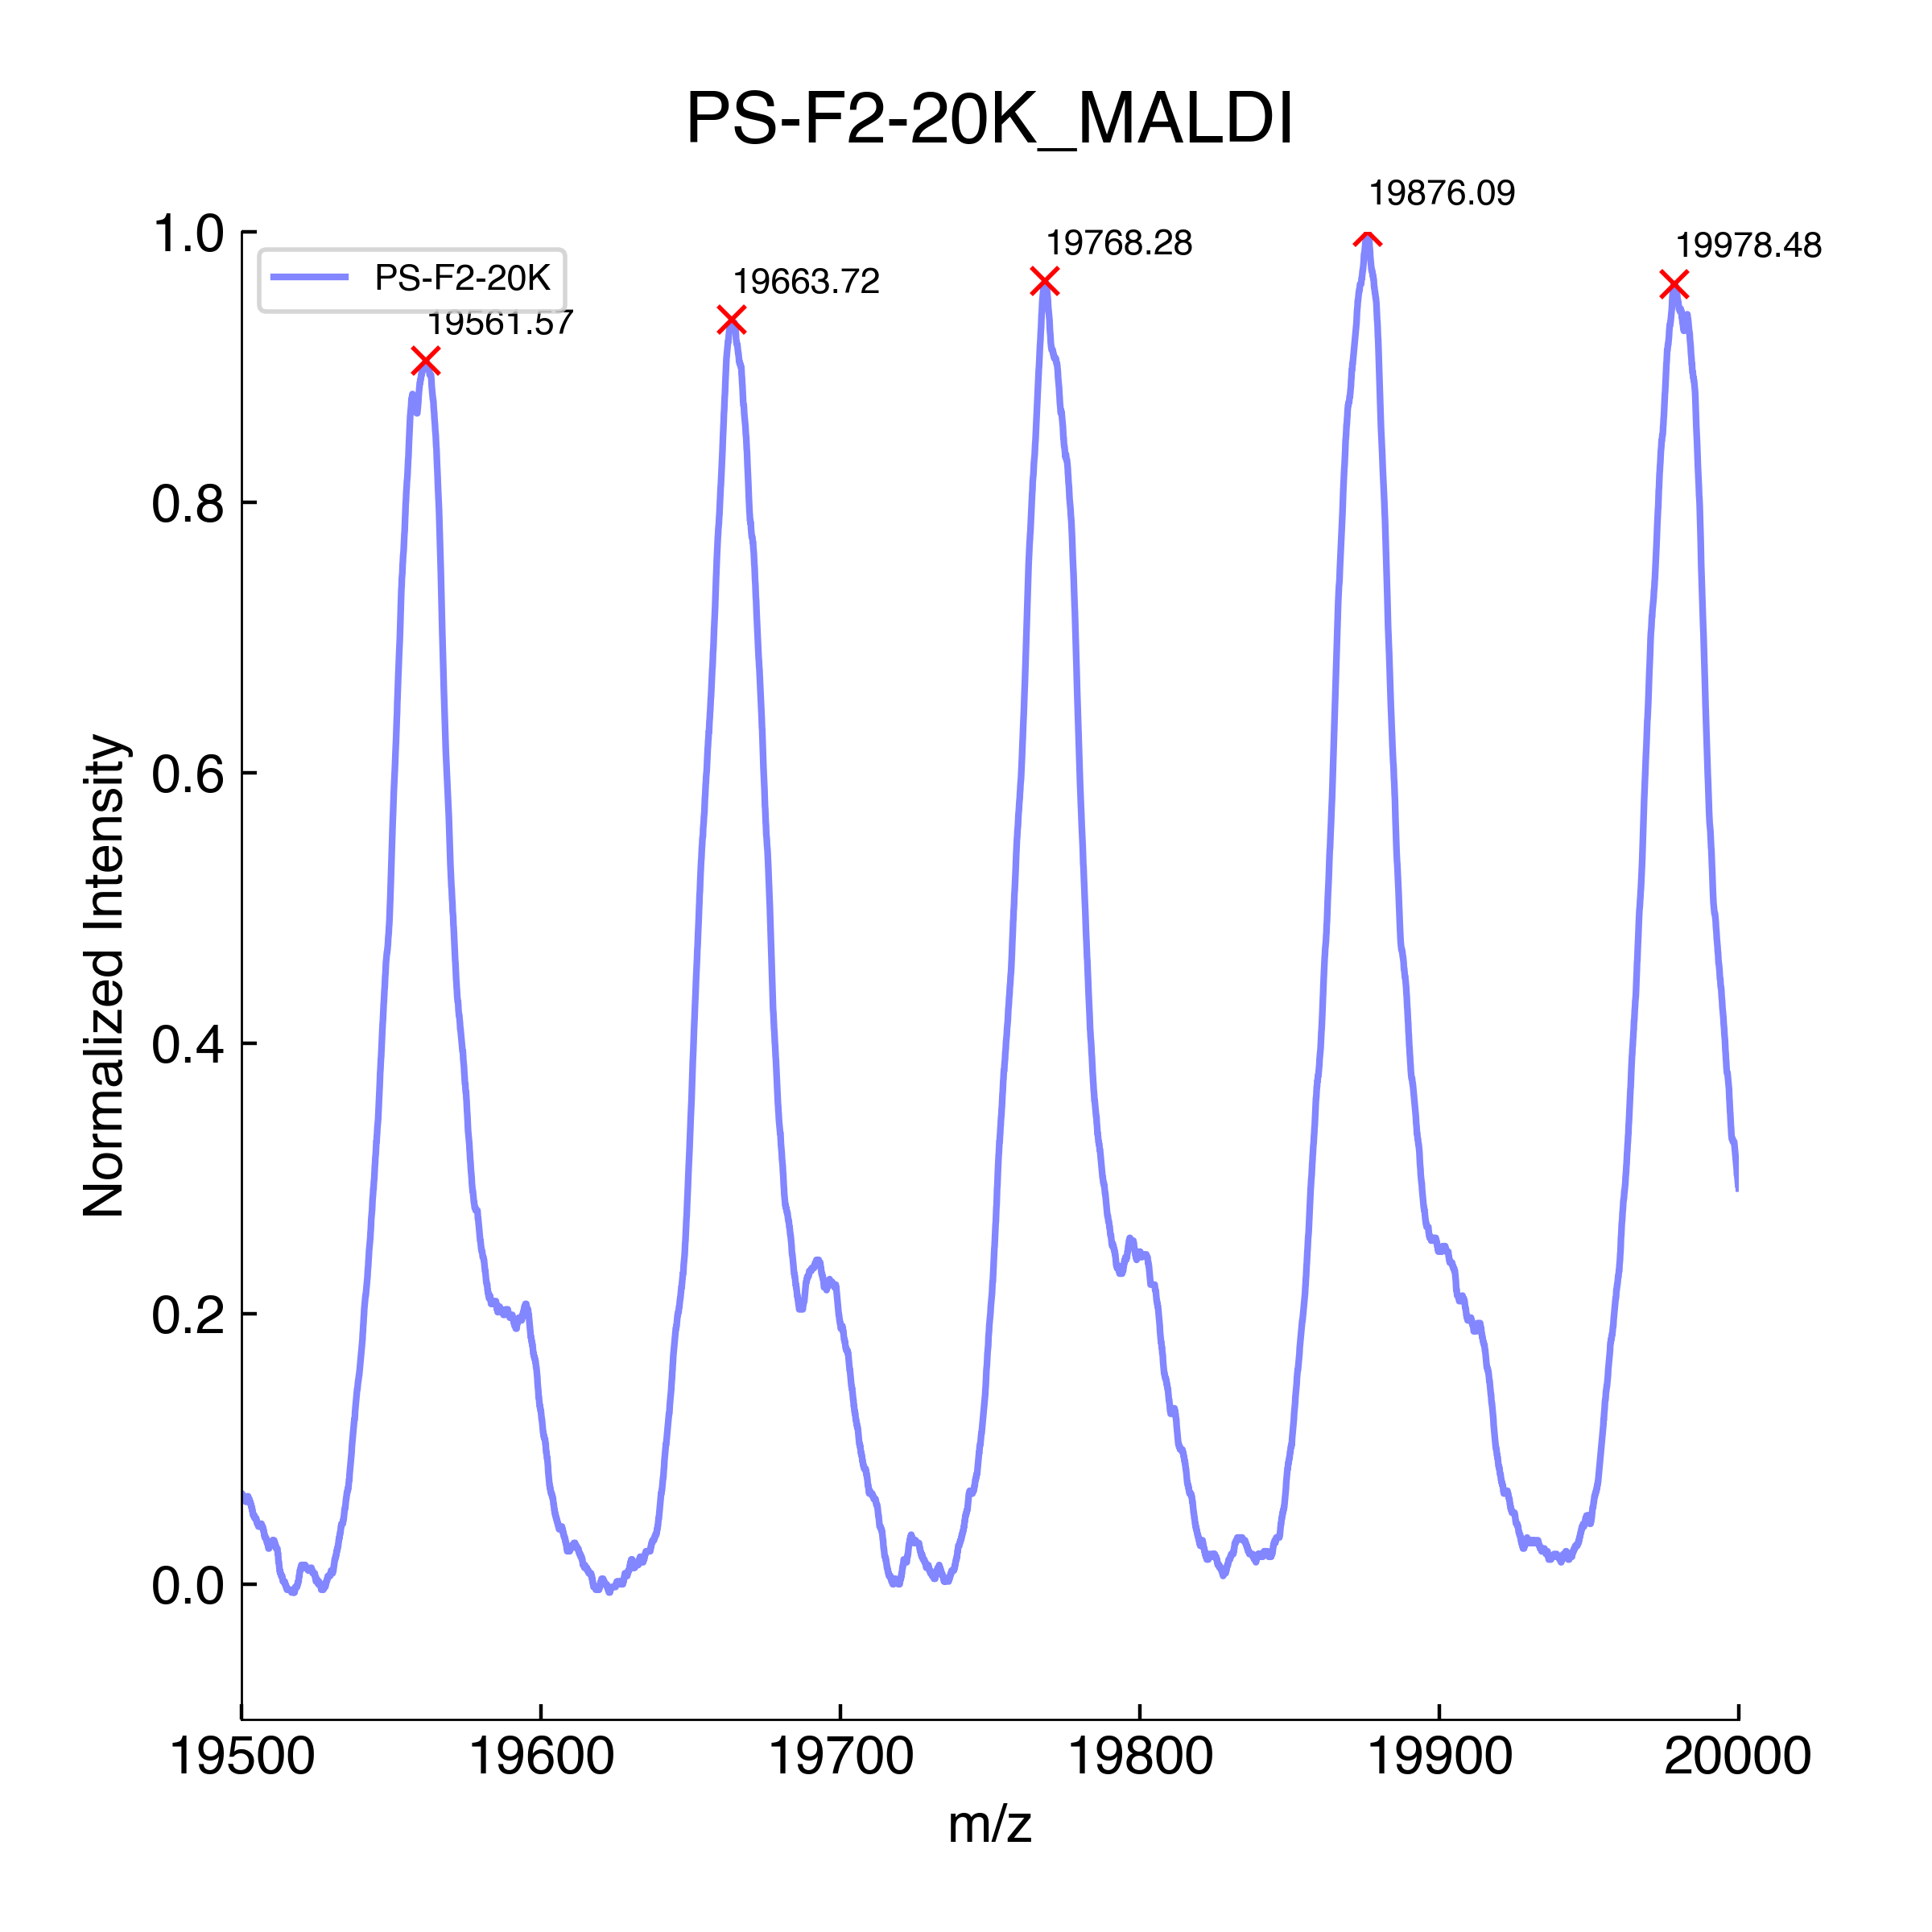 PS-F2-20K_MALDI
19876.09
19768.28
19978.48
19663.72
19561.57
PS-F2-20K
Normalized Intensity
1.0
0.8
0.6
0.4
0.2
0.0
19500 19600 19700 19800 19900 20000
m/z